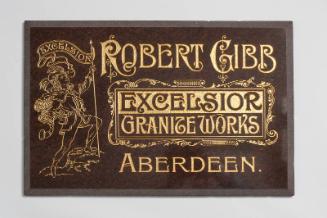 EXCELSIOR
ROBERT GIBB
EXCELSIOR
GRANITE WORKS
ABERDEEN.